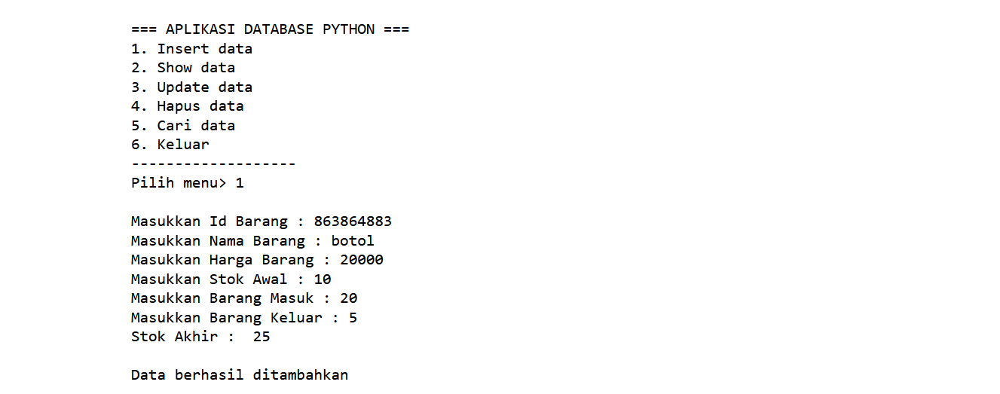 === APLIKASI DATABASE PYTHON ===
1. Insert data
2. Show data
3. Update data
4. Hapus data
5. Cari data
6. Keluar
-------------------
Pilih menu> 1
Masukkan Id Barang : 863864883
Masukkan Nama Barang : botol
Masukkan Harga Barang : 20000
Masukkan Stok Awal : 10
Masukkan Barang Masuk : 20
Masukkan Barang Keluar : 5
Stok Akhir :  25
Data berhasil ditambahkan